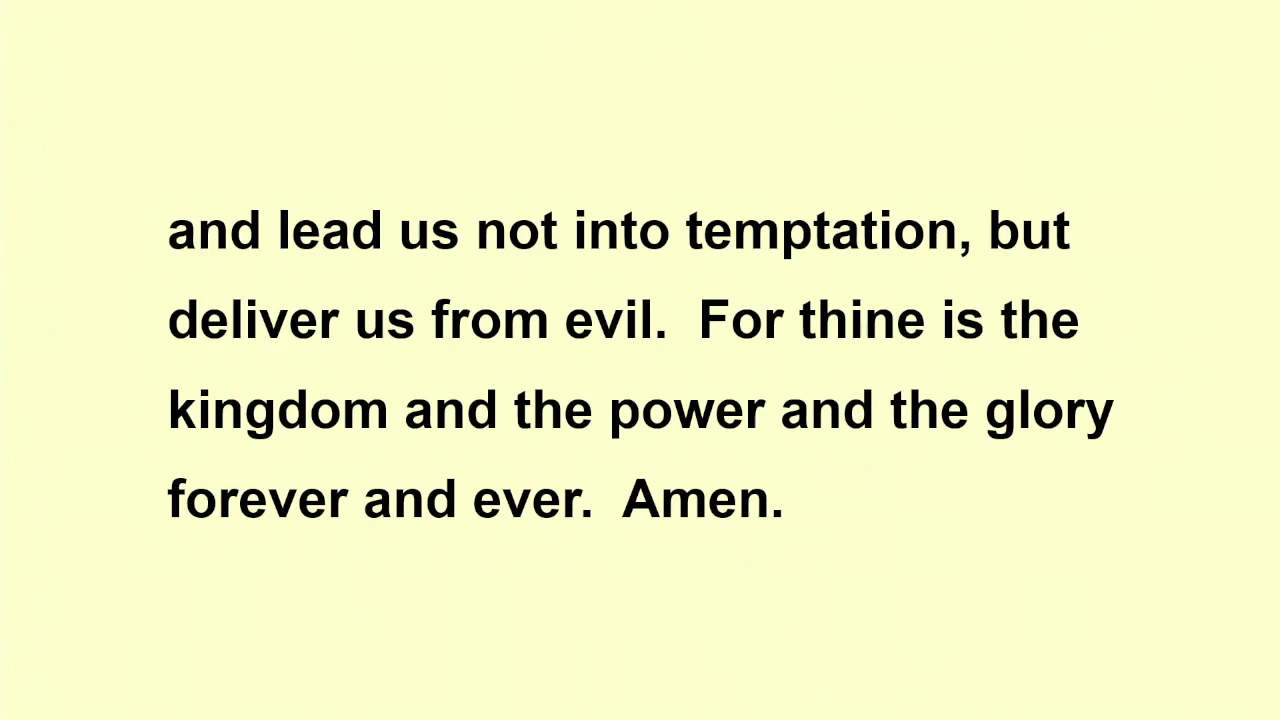 and lead us not into temptation, but
deliver us from evil.  For thine is the
kingdom and the power and the glory
forever and ever.  Amen.